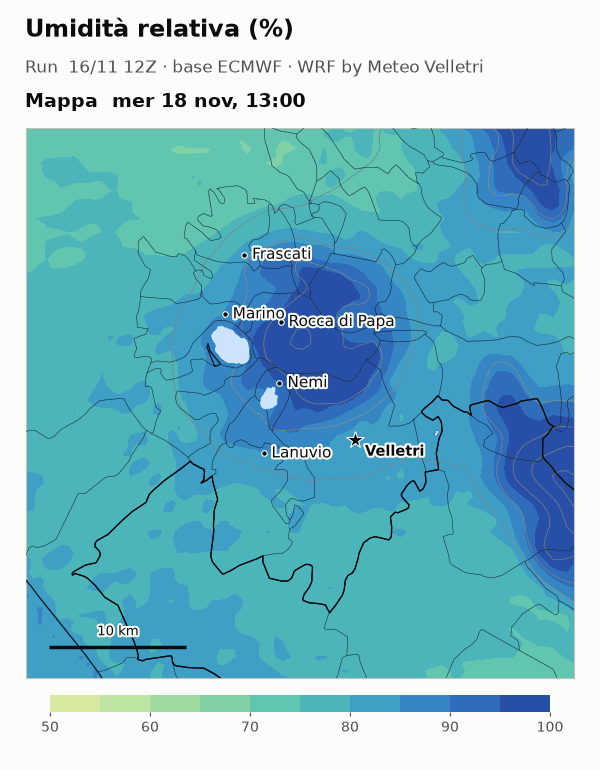 Umidità relativa (%)
Run  16/11 12Z · base ECMWF · WRF by Meteo Velletri
Mappa  mer 18 nov, 13:00
Frascati
Marino
Rocca di Papa
Nemi
Velletri
Lanuvio
10 km
50 60 70 80 90 100